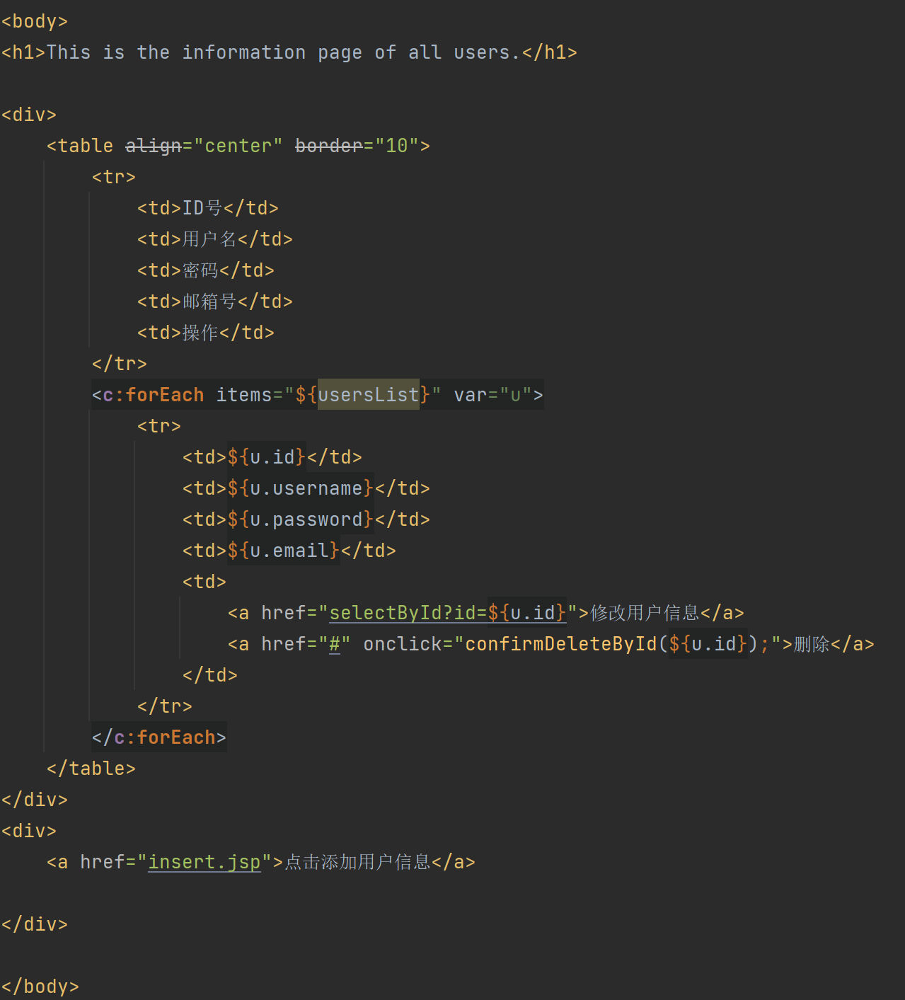 <body>
<h1>This is the information page of all users.</h1>
<div>
<table align="center" border="10">
<tr>
<td>ID号</td>
<td>用户名</td>
<td>密码</td>
<td>邮箱号</td>
<td>操作</td>
</tr>
<c:forEach items="${usersList}" var="u">
<tr>
<td>${u.id}</td>
<td>${u.username}</td>
<td>${u.password}</td>
<td>${u.email}</td>
<td>
<a href="selectById?id=${u.id}">修改用户信息</a>
<a href="#" onclick="confirmDeleteById(${u.id});">删除</a>
</td>
</tr>
</c:forEach>
</table>
</div>
<div>
<a href="insert.jsp">点击添加用户信息</a>
</div>
</body>